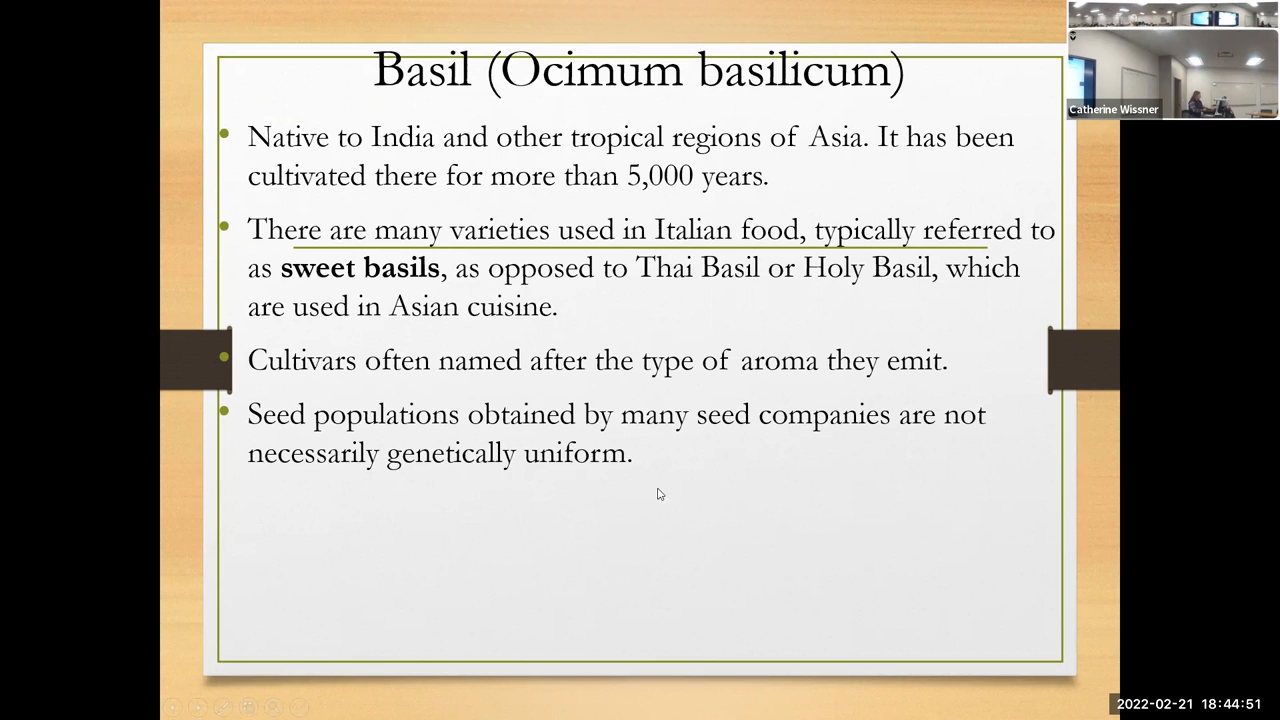 Basil (Ocimum basilicum)
Native to India and other tropical regions of Asia. It has been
cultivated there for more than 5,000 years.
There are many varieties used in Italian food, typically referred to
as sweet basils, as opposed to Thai Basil or Holy Basil, which
are used in Asian cuisine.
Cultivars often named after the type of aroma they emit.
Seed populations obtained by many seed companies are not
necessarily genetically uniform.
Catherine Wissner
2022-02-21 18:44:51